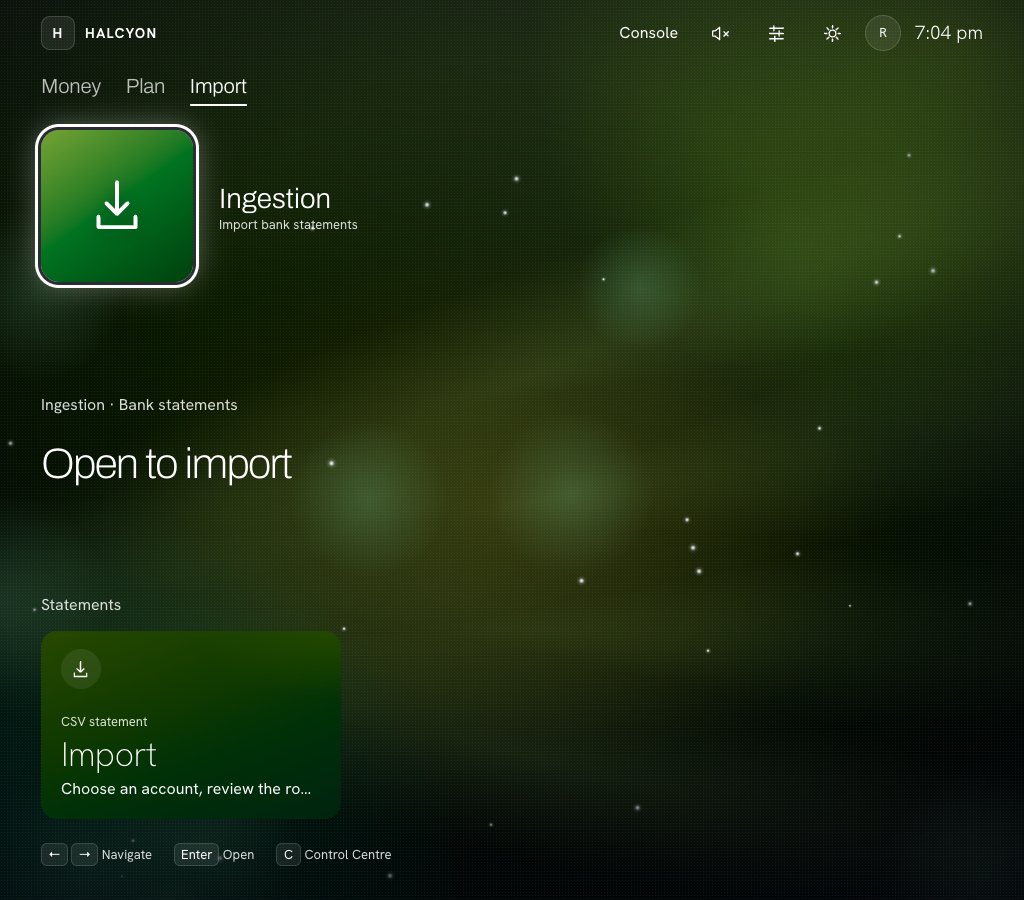 H HALCYON
Console
R 7:04 pm
Money Plan Import
Ingestion
Import bank statements
Ingestion · Bank statements
Open to import
Statements
CSV statement
Import
Choose an account, review the ro...
← → Navigate Enter Open C Control Centre